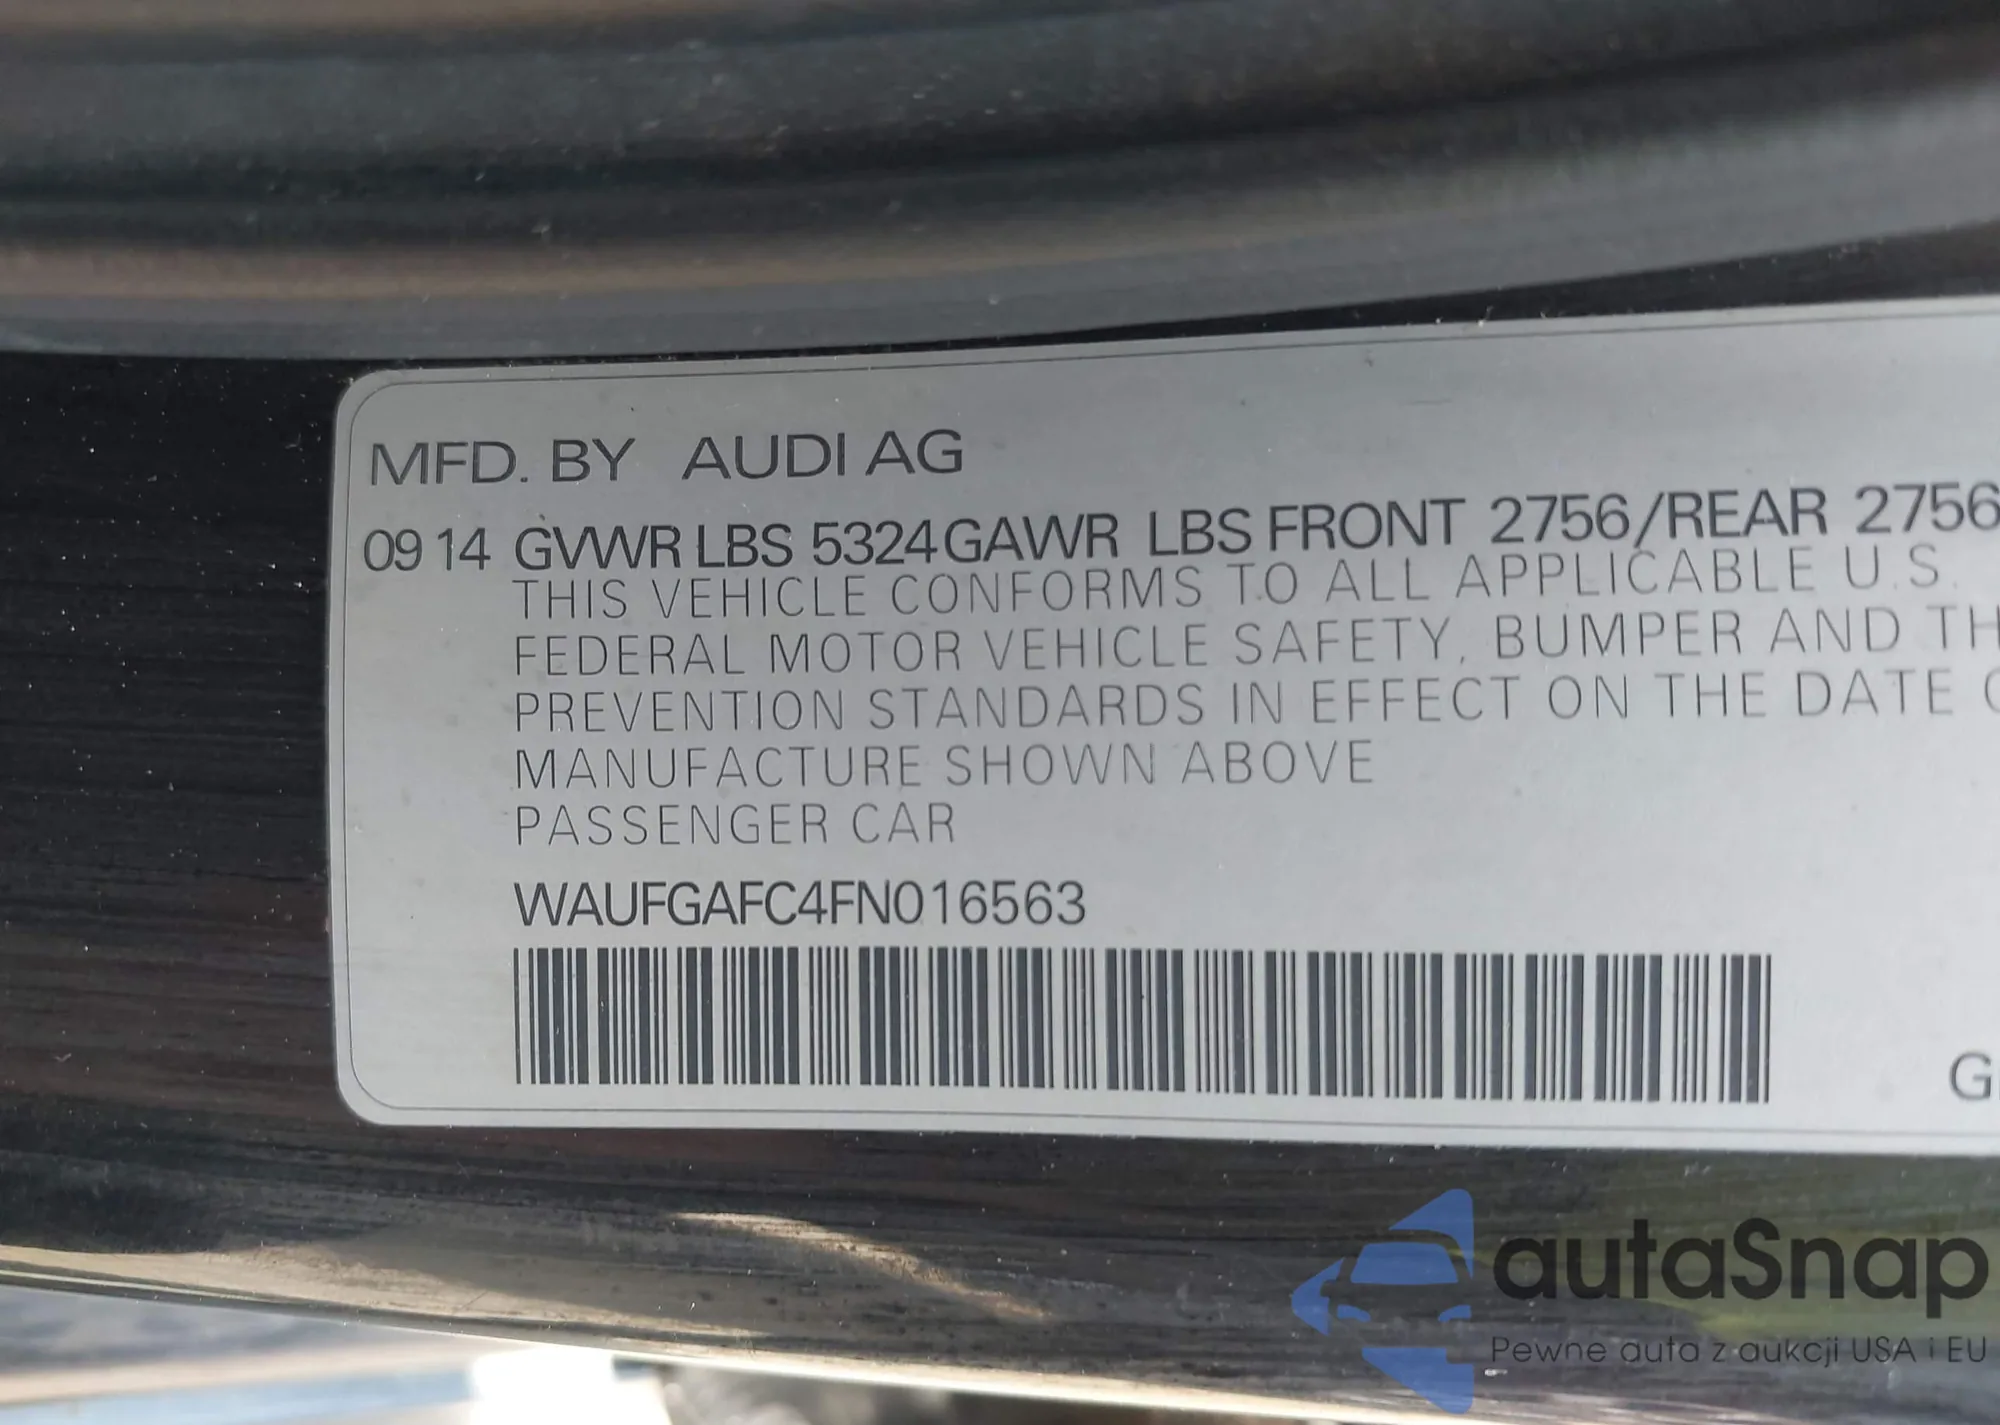 MFD. BY AUDI AG
09 14 GVWR LBS 5324 GAWR LBS FRONT 2756/REAR 2756
THIS VEHICLE CONFORMS TO ALL APPLICABLE U.S.
FEDERAL MOTOR VEHICLE SAFETY, BUMPER AND TH
PREVENTION STANDARDS IN EFFECT ON THE DATE
MANUFACTURE SHOWN ABOVE
PASSENGER CAR
WAUFGAFC4FN016563
G
autaSnap
Pewne auta z aukcji USA i EU